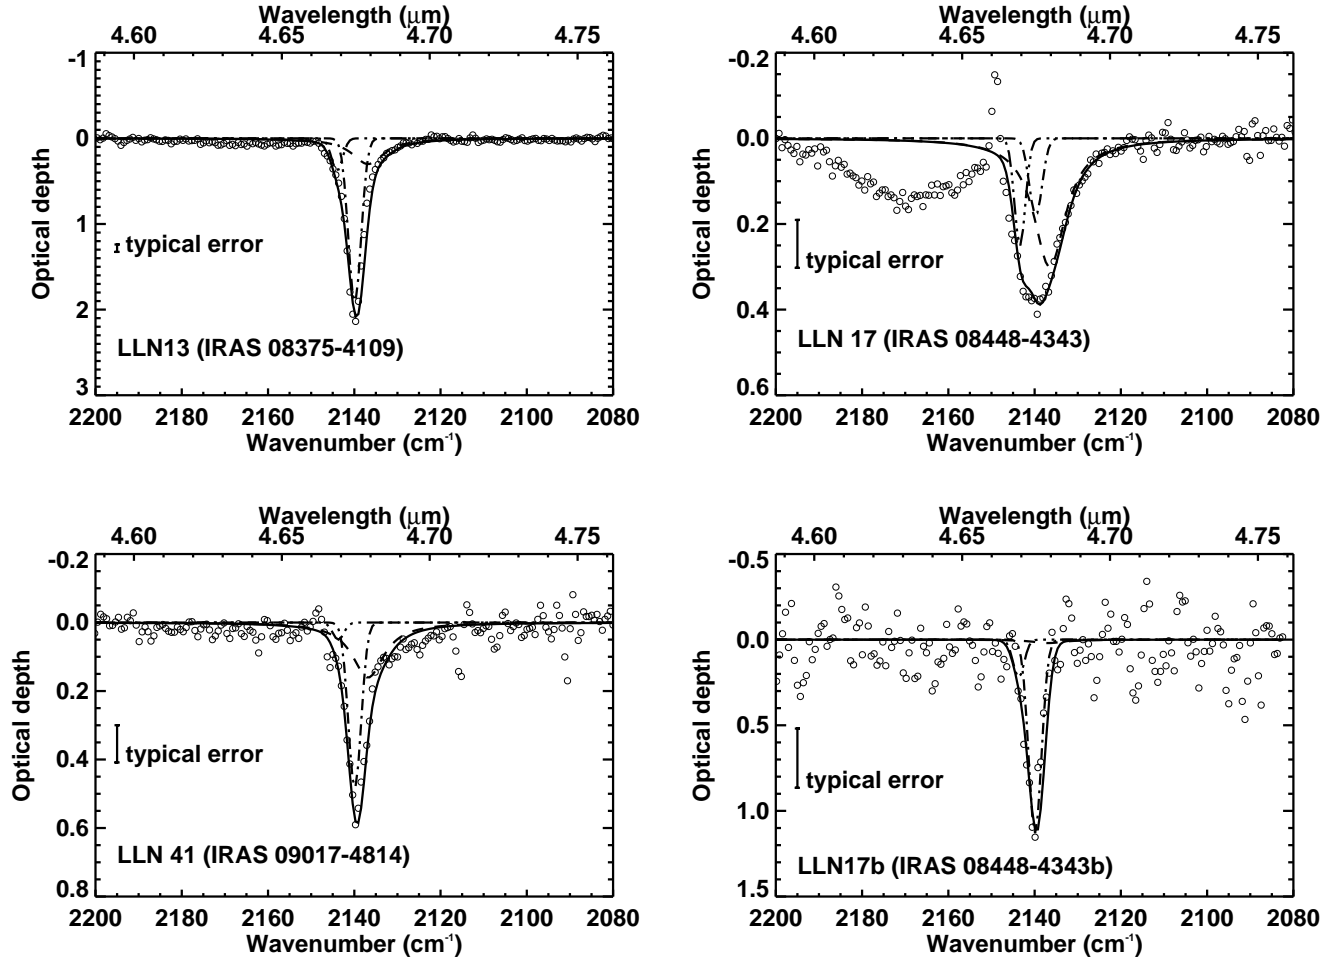 Wavelength (μm)
4.60 4.65 4.70 4.75
-1
0
1
2
3
Optical depth
typical error
LLN13 (IRAS 08375-4109)
2200 2180 2160 2140 2120 2100 2080
Wavenumber (cm-1)
Wavelength (μm)
4.60 4.65 4.70 4.75
-0.2
0.0
0.2
0.4
0.6
Optical depth
typical error
LLN 17 (IRAS 08448-4343)
2200 2180 2160 2140 2120 2100 2080
Wavenumber (cm-1)
Wavelength (μm)
4.60 4.65 4.70 4.75
-0.2
0.0
0.2
0.4
0.6
0.8
Optical depth
typical error
LLN 41 (IRAS 09017-4814)
2200 2180 2160 2140 2120 2100 2080
Wavenumber (cm-1)
Wavelength (μm)
4.60 4.65 4.70 4.75
-0.5
0.0
0.5
1.0
1.5
Optical depth
typical error
LLN17b (IRAS 08448-4343b)
2200 2180 2160 2140 2120 2100 2080
Wavenumber (cm-1)